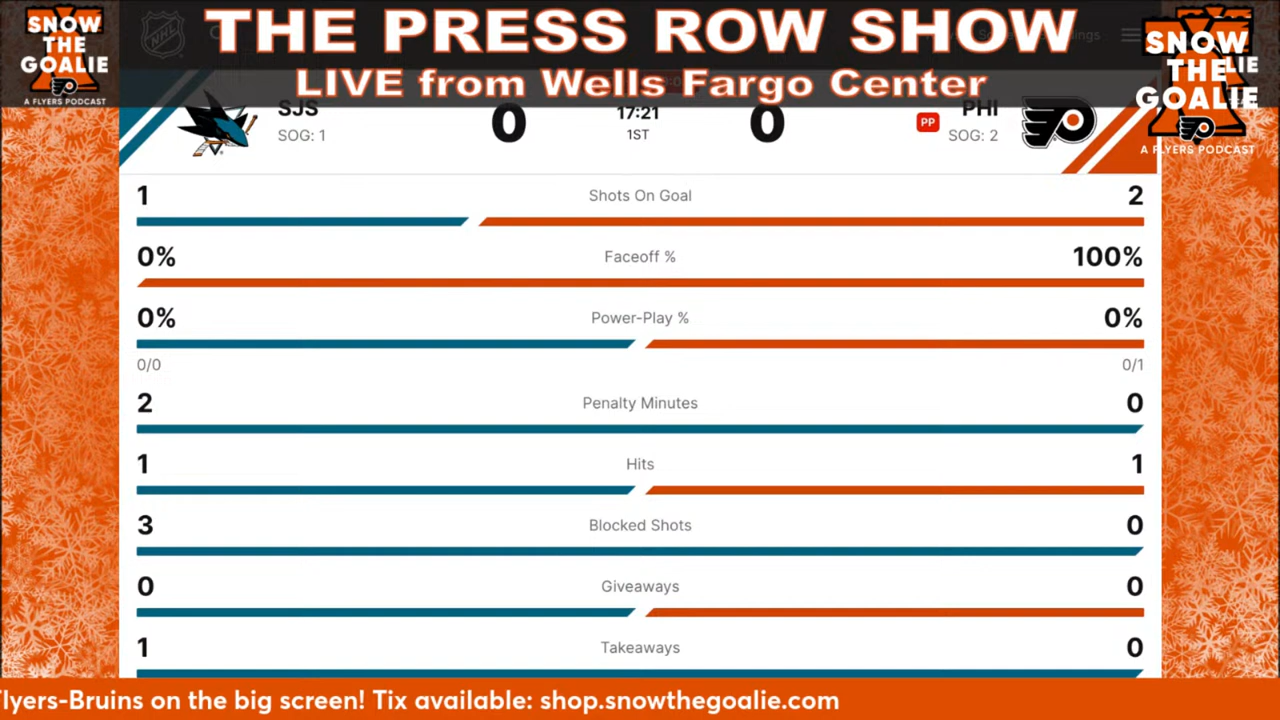 SNOW
THE
GOALIE
A FLYERS PODCAST
NHL
THE PRESS ROW SHOW
LIVE from Wells Fargo Center
SNOW
THE
GOALIE
A FLYERS PODCAST
SJS
SOG: 1
0
17:21
1ST
0
PP
PHI
SOG: 2
1 Shots On Goal 2
0% Faceoff % 100%
0% Power-Play % 0%
0/0 0/1
2 Penalty Minutes 0
1 Hits 1
3 Blocked Shots 0
0 Giveaways 0
1 Takeaways 0
Flyers-Bruins on the big screen! Tix available: shop.snowthegoalie.com